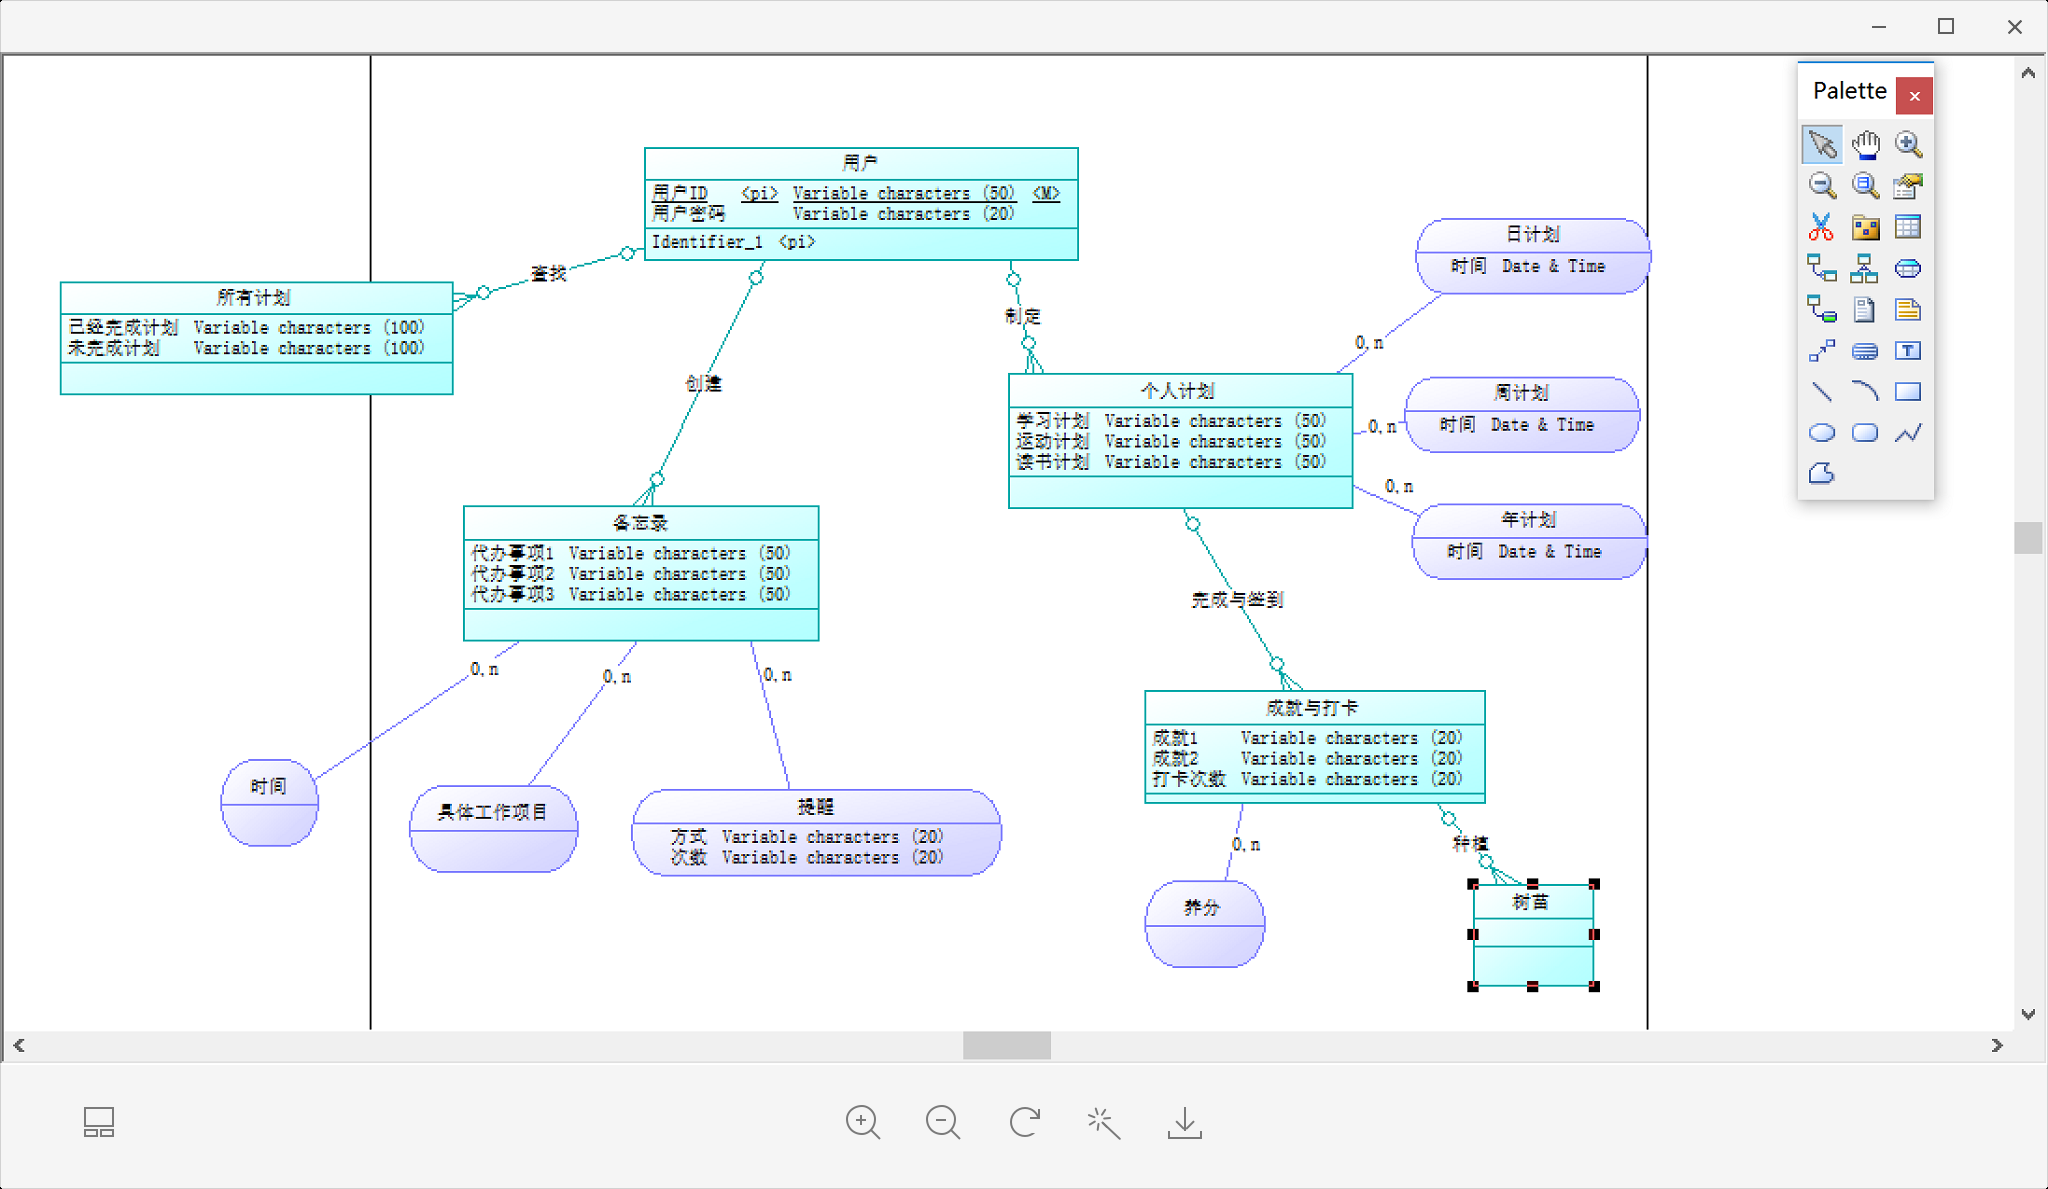 Palette
用户
用户ID <pi> Variable characters (50) <M>
用户密码 Variable characters (20)
Identifier_1 <pi>
查找
所有计划
已经完成计划 Variable characters (100)
未完成计划 Variable characters (100)
创建
制定
日计划
时间 Date & Time
0,n
个人计划
学习计划 Variable characters (50)
运动计划 Variable characters (50)
读书计划 Variable characters (50)
0,n
周计划
时间 Date & Time
0,n
年计划
时间 Date & Time
备忘录
代办事项1 Variable characters (50)
代办事项2 Variable characters (50)
代办事项3 Variable characters (50)
完成与签到
0,n
0,n
0,n
成就与打卡
成就1 Variable characters (20)
成就2 Variable characters (20)
打卡次数 Variable characters (20)
时间
具体工作项目
提醒
方式 Variable characters (20)
次数 Variable characters (20)
0,n
种植
养分
树苗